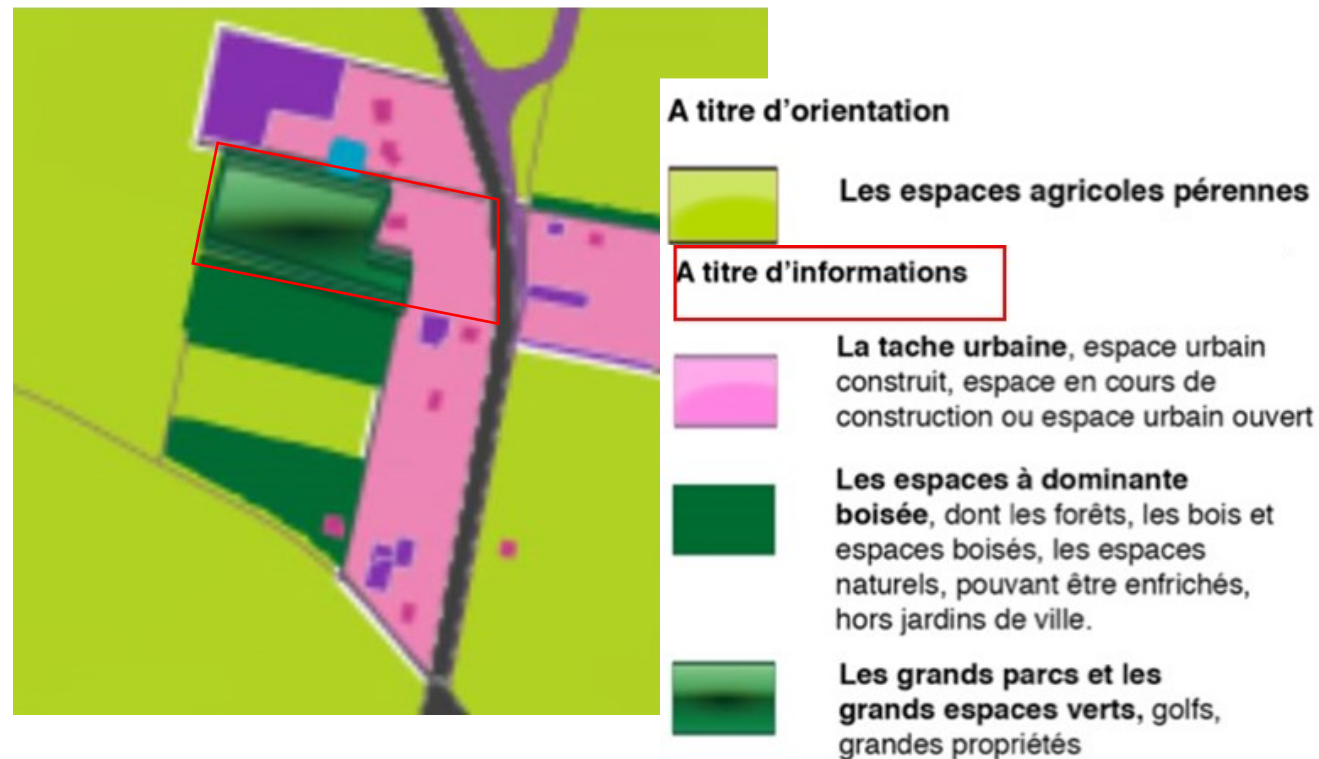 A titre d'orientation
Les espaces agricoles pérennes
A titre d'informations
La tache urbaine, espace urbain
construit, espace en cours de
construction ou espace urbain ouvert
Les espaces à dominante
boisée, dont les forêts, les bois et
espaces boisés, les espaces
naturels, pouvant être enfrichés,
hors jardins de ville.
Les grands parcs et les
grands espaces verts, golfs,
grandes propriétés